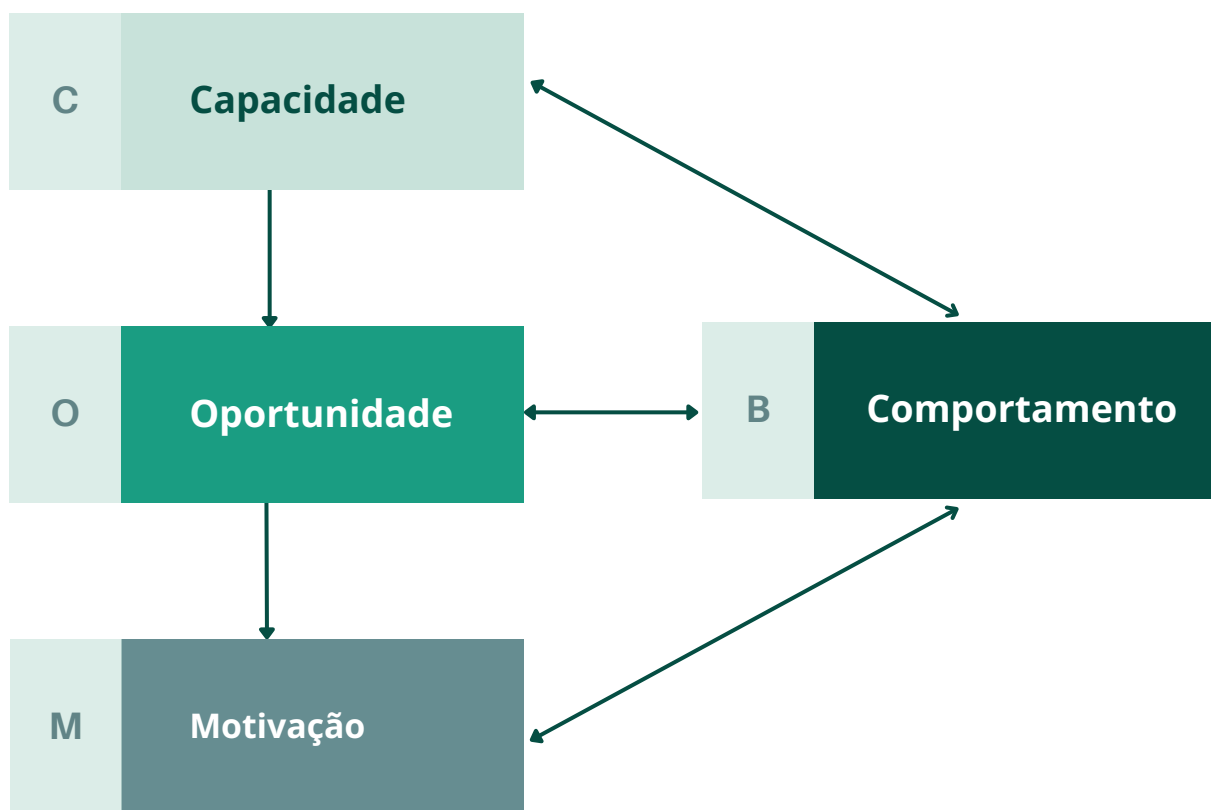 C
Capacidade
O
Oportunidade
B
Comportamento
M
Motivação